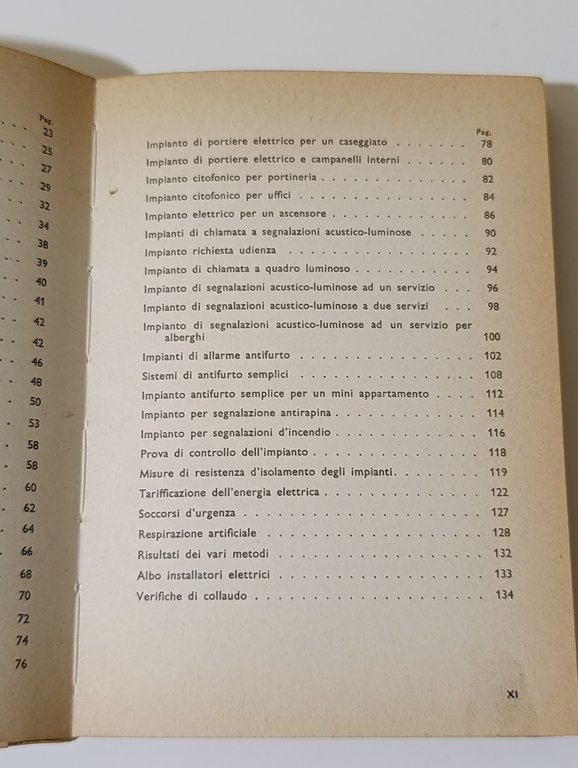 Pag.
. . . 23
. . . 25
27
29
32
34
38
39
40
41
42
42
46
48
50
53
58
58
60
62
64
66
68
70
72
74
76
Pag.
Impianto di portiere elettrico per un caseggiato . . . . . . . 78
Impianto di portiere elettrico e campanelli interni . . . . . . 80
Impianto citofonico per portineria . . . . . . . . . . . . . 82
Impianto citofonico per uffici . . . . . . . . . . . . . . . 84
Impianto elettrico per un ascensore . . . . . . . . . . . . 86
Impianti di chiamata a segnalazioni acustico-luminose . . . . . 90
Impianto richiesta udienza . . . . . . . . . . . . . . . . 92
Impianto di chiamata a quadro luminoso . . . . . . . . . . 94
Impianto di segnalazioni acustico-luminose ad un servizio . . . 96
Impianto di segnalazioni acustico-luminose a due servizi . . . 98
Impianto di segnalazioni acustico-luminose ad un servizio per
alberghi . . . . . . . . . . . . . . . . . . . . . . 100
Impianti di allarme antifurto . . . . . . . . . . . . . . . 102
Sistemi di antifurto semplici . . . . . . . . . . . . . . . 108
Impianto antifurto semplice per un mini appartamento . . . . 112
Impianto per segnalazione antirapina . . . . . . . . . . . . 114
Impianto per segnalazioni d'incendio . . . . . . . . . . . . 116
Prova di controllo dell'impianto . . . . . . . . . . . . . . 118
Misure di resistenza d'isolamento degli impianti. . . . . . . . 119
Tarifficazione dell'energia elettrica . . . . . . . . . . . . . 122
Soccorsi d'urgenza . . . . . . . . . . . . . . . . . . . 127
Respirazione artificiale . . . . . . . . . . . . . . . . . . 128
Risultati dei vari metodi . . . . . . . . . . . . . . . . . 132
Albo installatori elettrici . . . . . . . . . . . . . . . . . 133
Verifiche di collaudo . . . . . . . . . . . . . . . . . . . 134
XI